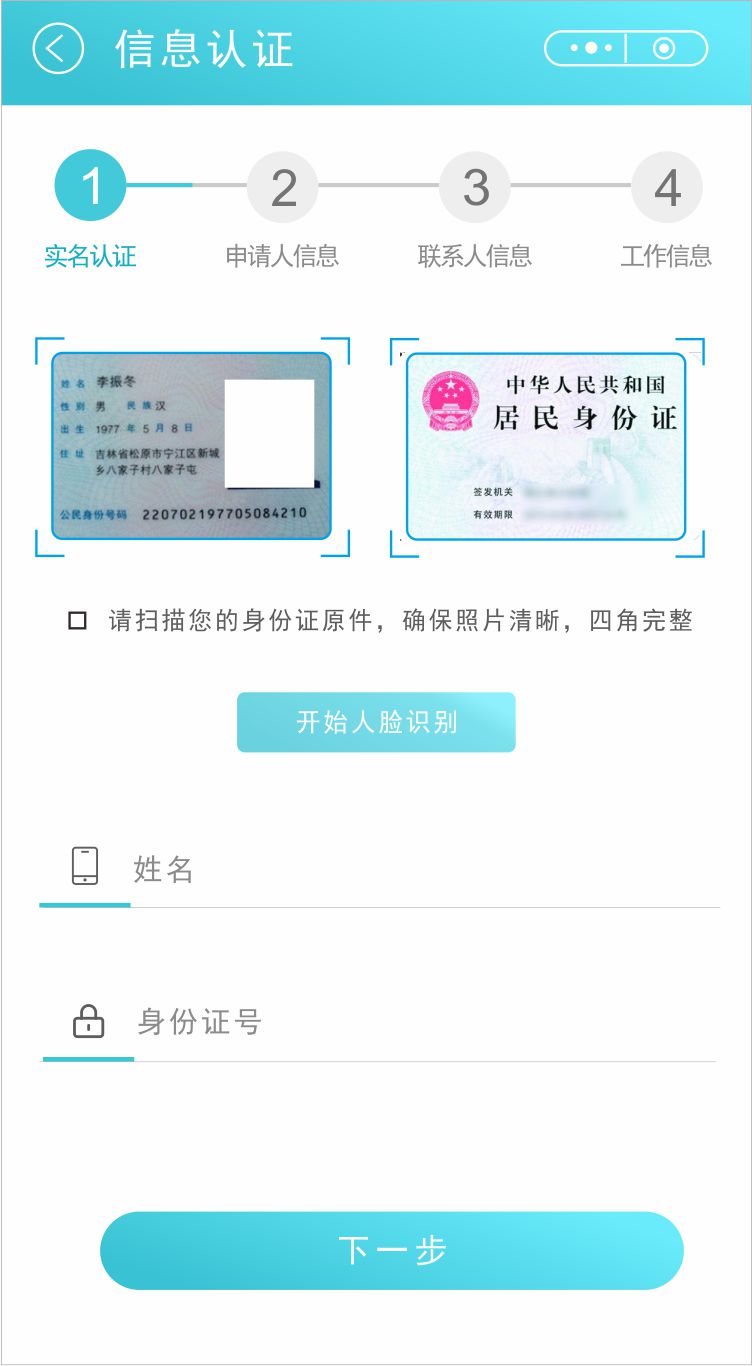 信息认证
1 2 3 4
实名认证 申请人信息 联系人信息 工作信息
姓名 李振冬
性别 男 民族 汉
出生 1977 年 5 月 8 日
住址 吉林省松原市宁江区新城
乡八家子村八家子屯
公民身份号码 220702197705084210
中华人民共和国
居民身份证
签发机关
有效期限
请扫描您的身份证原件，确保照片清晰，四角完整
开始人脸识别
姓名
身份证号
下一步